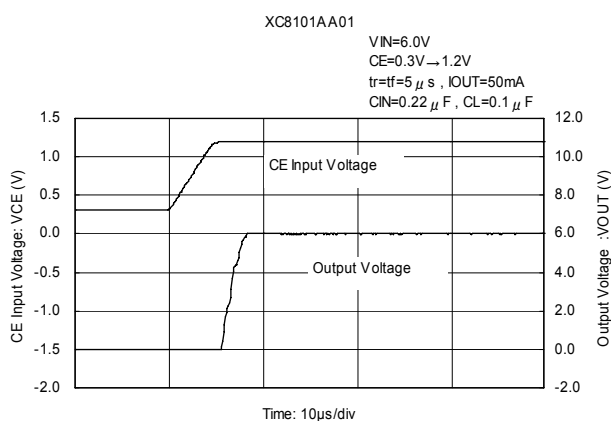 XC8101AA01
VIN=6.0V
CE=0.3V→1.2V
tr=tf=5μs , IOUT=50mA
CIN=0.22μF , CL=0.1μF
CE Input Voltage: VCE (V)
1.5
1.0
0.5
0.0
-0.5
-1.0
-1.5
-2.0
CE Input Voltage
Output Voltage
12.0
10.0
8.0
6.0
4.0
2.0
0.0
-2.0
Output Voltage :VOUT (V)
Time: 10μs/div